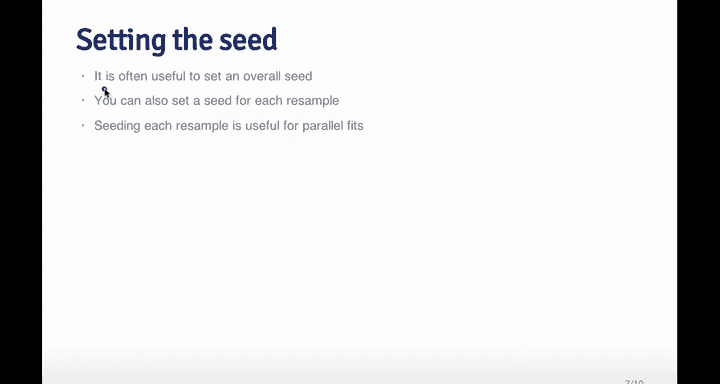 Setting the seed
· It is often useful to set an overall seed
· You can also set a seed for each resample
· Seeding each resample is useful for parallel fits